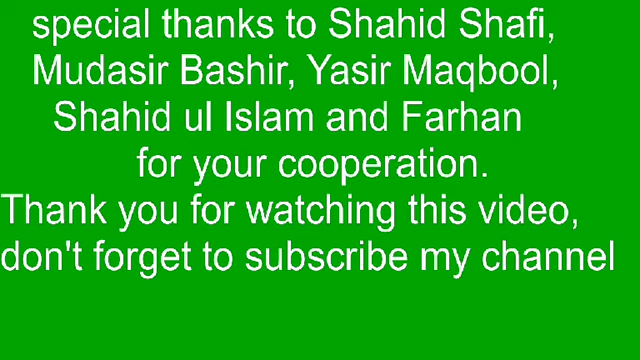 special thanks to Shahid Shafi,
Mudasir Bashir, Yasir Maqbool,
Shahid ul Islam and Farhan
for your cooperation.
Thank you for watching this video,
don't forget to subscribe my channel